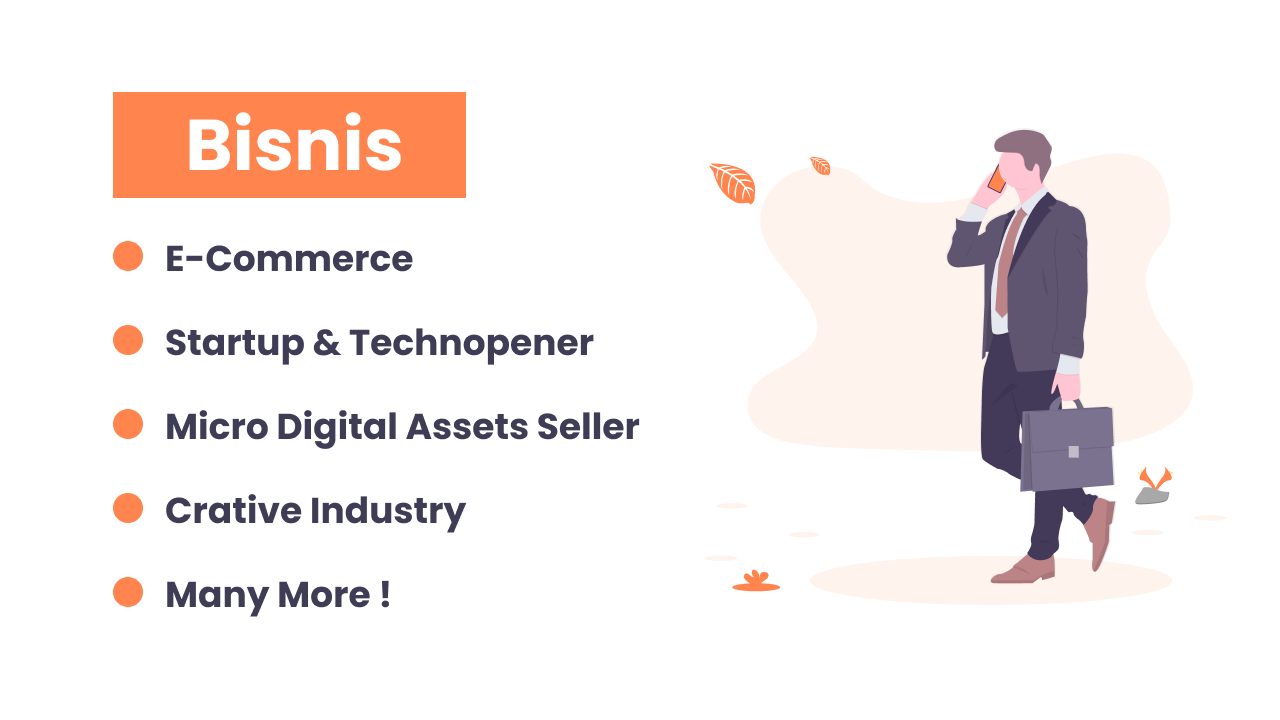 Bisnis
E-Commerce
Startup & Technopener
Micro Digital Assets Seller
Crative Industry
Many More !